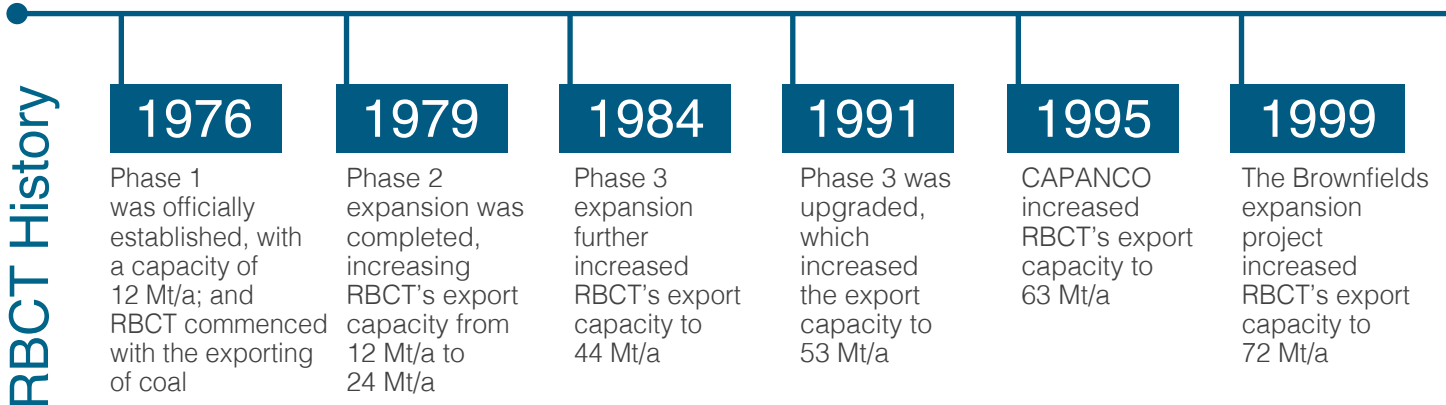 RBCT History
1976
Phase 1
was officially
established, with
a capacity of
12 Mt/a; and
RBCT commenced
with the exporting
of coal
1979
Phase 2
expansion was
completed,
increasing
RBCT's export
capacity from
12 Mt/a to
24 Mt/a
1984
Phase 3
expansion
further
increased
RBCT's export
capacity to
44 Mt/a
1991
Phase 3 was
upgraded,
which
increased
the export
capacity to
53 Mt/a
1995
CAPANCO
increased
RBCT's export
capacity to
63 Mt/a
1999
The Brownfields
expansion
project
increased
RBCT's export
capacity to
72 Mt/a